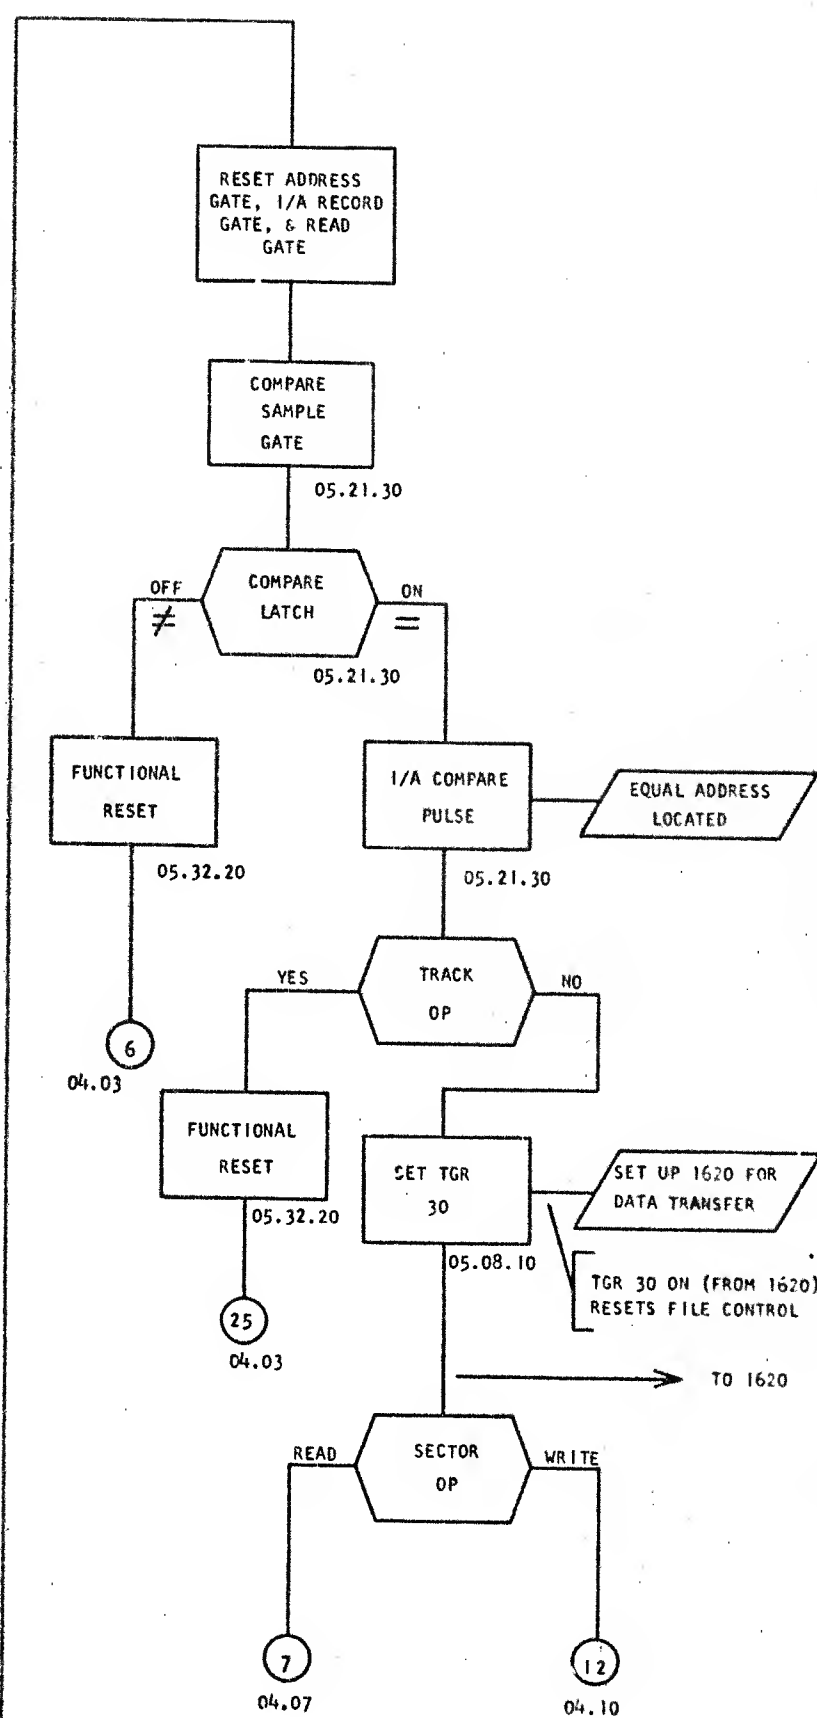 RESET ADDRESS
GATE, I/A RECORD
GATE, & READ
GATE
COMPARE
SAMPLE
GATE
05.21.30
COMPARE
LATCH
OFF
≠
ON
=
05.21.30
FUNCTIONAL
RESET
05.32.20
I/A COMPARE
PULSE
05.21.30
EQUAL ADDRESS
LOCATED
6
04.03
TRACK
OP
YES
NO
FUNCTIONAL
RESET
05.32.20
25
04.03
SET TGR
30
05.08.10
SET UP 1620 FOR
DATA TRANSFER
TGR 30 ON (FROM 1620)
RESETS FILE CONTROL
TO 1620
SECTOR
OP
READ
WRITE
7
04.07
12
04.10